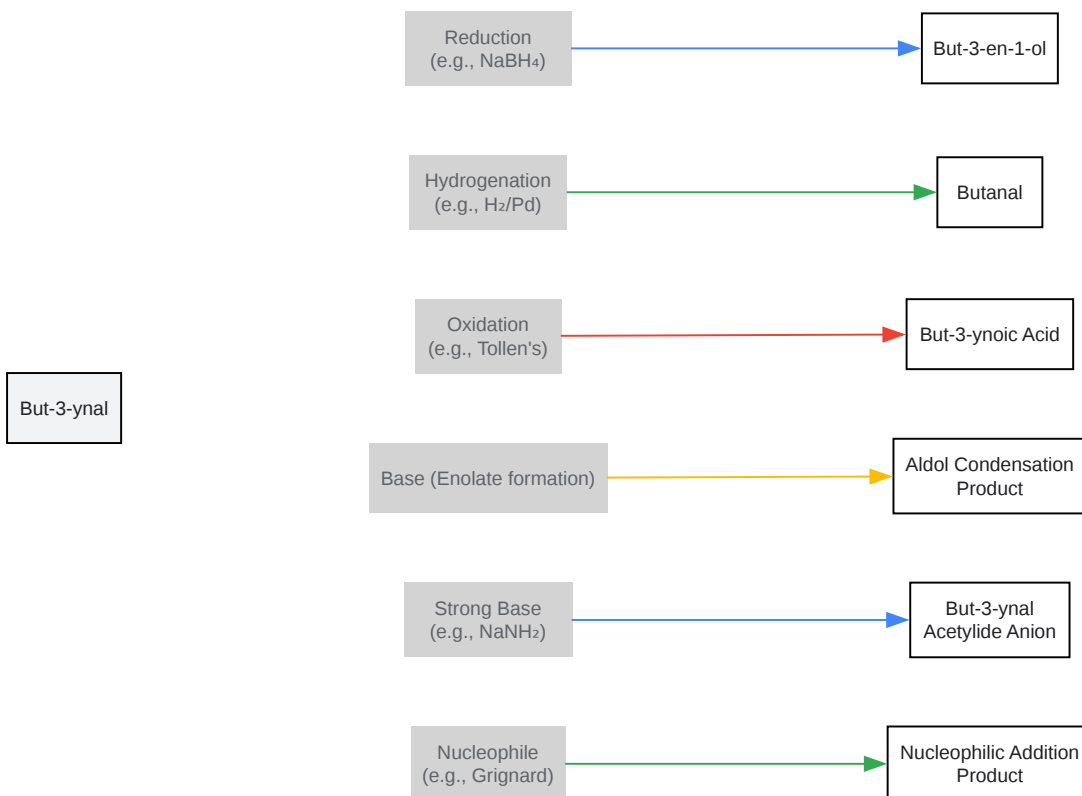 Reduction
(e.g., NaBH₄)
But-3-en-1-ol
Hydrogenation
(e.g., H₂/Pd)
Butanal
Oxidation
(e.g., Tollen's)
But-3-ynoic Acid
But-3-ynal
Base (Enolate formation)
Aldol Condensation
Product
Strong Base
(e.g., NaNH₂)
But-3-ynal
Acetylide Anion
Nucleophile
(e.g., Grignard)
Nucleophilic Addition
Product